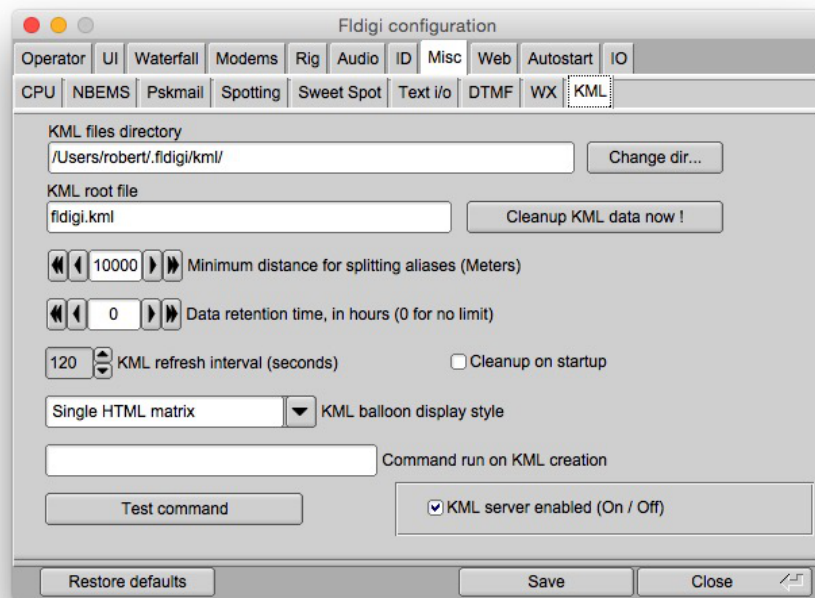 Fldigi configuration
Operator UI Waterfall Modems Rig Audio ID Misc Web Autostart IO
CPU NBEMS Pskmail Spotting Sweet Spot Text i/o DTMF WX KML
KML files directory
/Users/robert/.fldigi/kml/ Change dir...
KML root file
fldigi.kml Cleanup KML data now !
10000 Minimum distance for splitting aliases (Meters)
0 Data retention time, in hours (0 for no limit)
120 KML refresh interval (seconds) Cleanup on startup
Single HTML matrix KML balloon display style
Command run on KML creation
Test command KML server enabled (On / Off)
Restore defaults Save Close